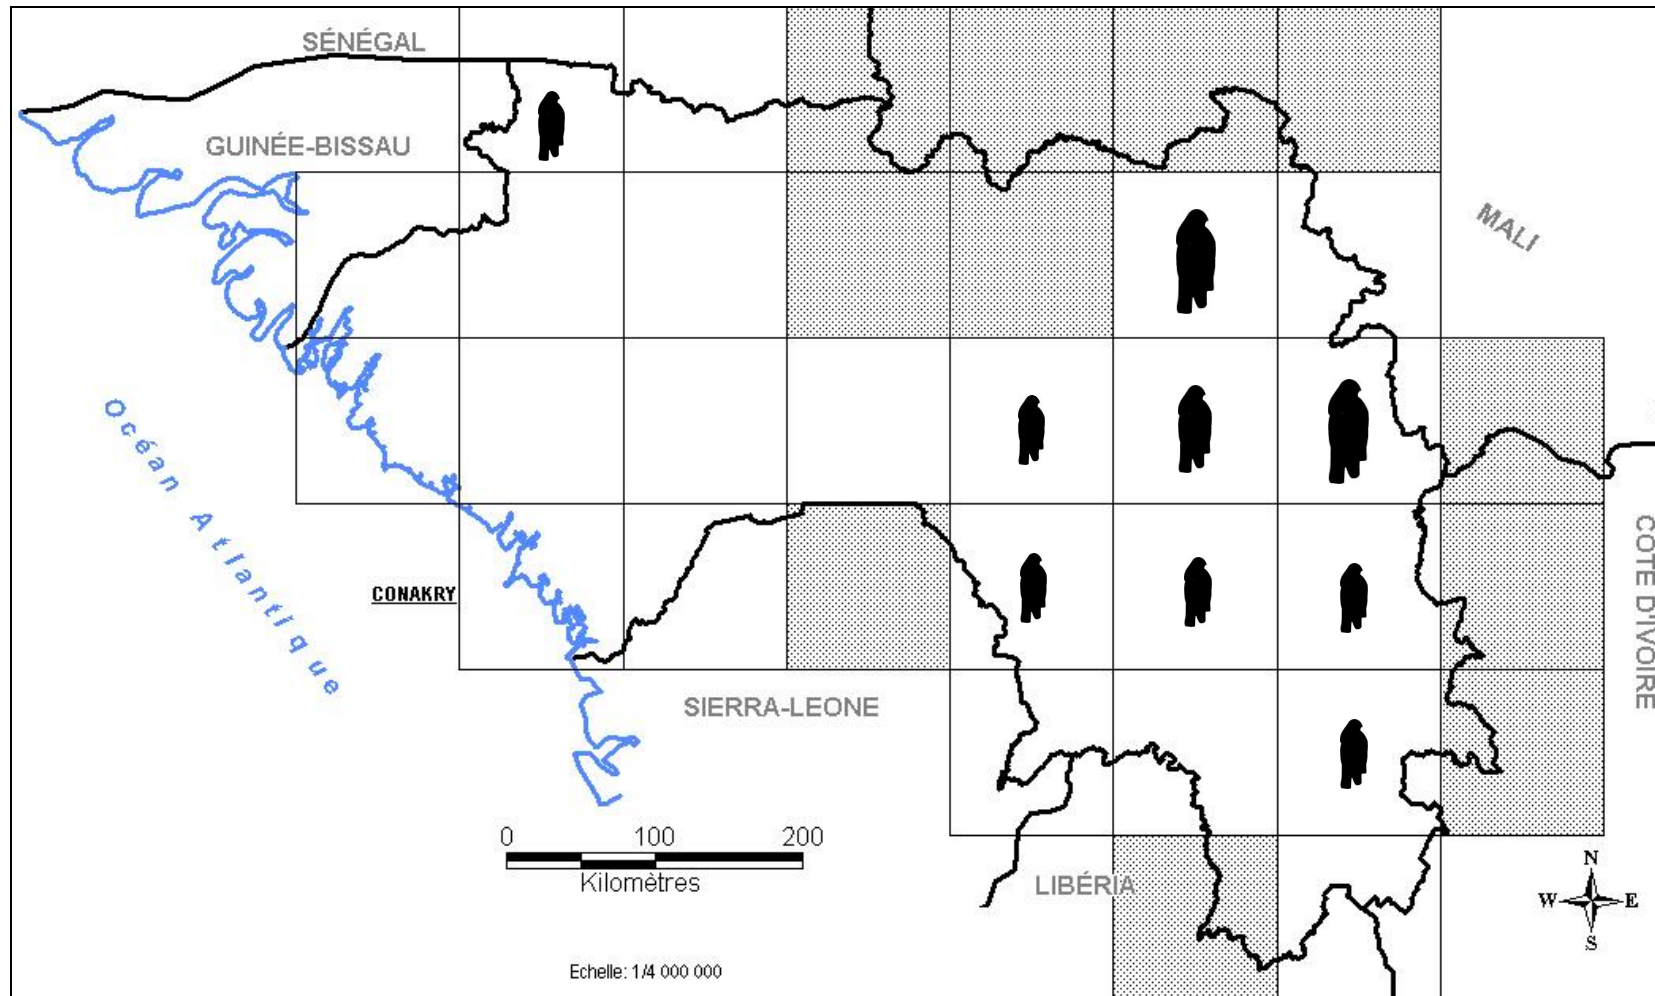 SÉNÉGAL
GUINÉE-BISSAU
MALI
Océan Atlantique
CONAKRY
COTE D'IVOIRE
SIERRA-LEONE
0 100 200
Kilomètres
LIBÉRIA
N
W E
S
Echelle: 1/4 000 000